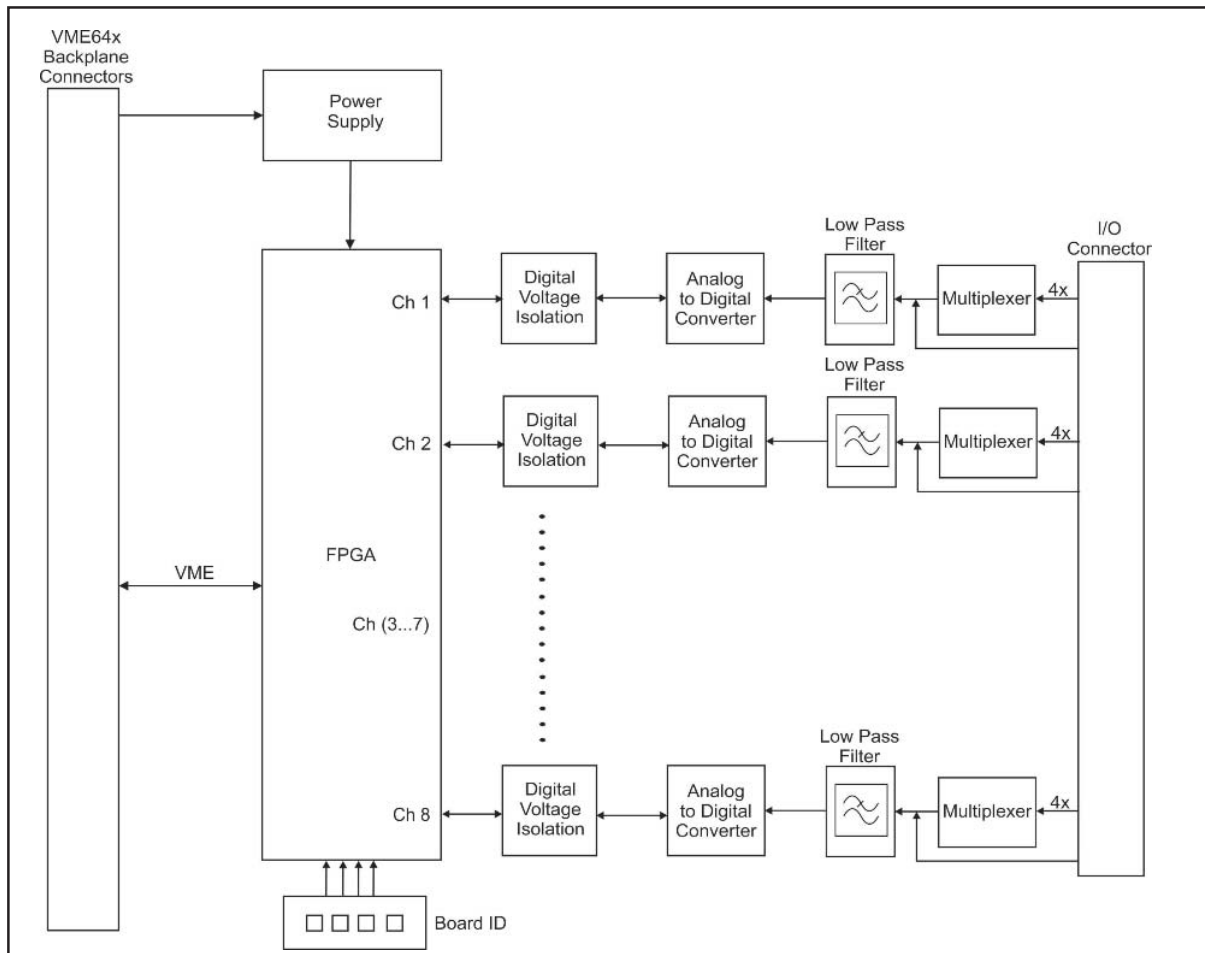 VME64x
Backplane
Connectors
Power
Supply
Low Pass
Filter
I/O
Connector
Ch 1
Digital
Voltage
Isolation
Analog
to Digital
Converter
Multiplexer
4x
Low Pass
Filter
Ch 2
Digital
Voltage
Isolation
Analog
to Digital
Converter
Multiplexer
4x
FPGA
VME
Ch (3...7)
Low Pass
Filter
Ch 8
Digital
Voltage
Isolation
Analog
to Digital
Converter
Multiplexer
4x
Board ID